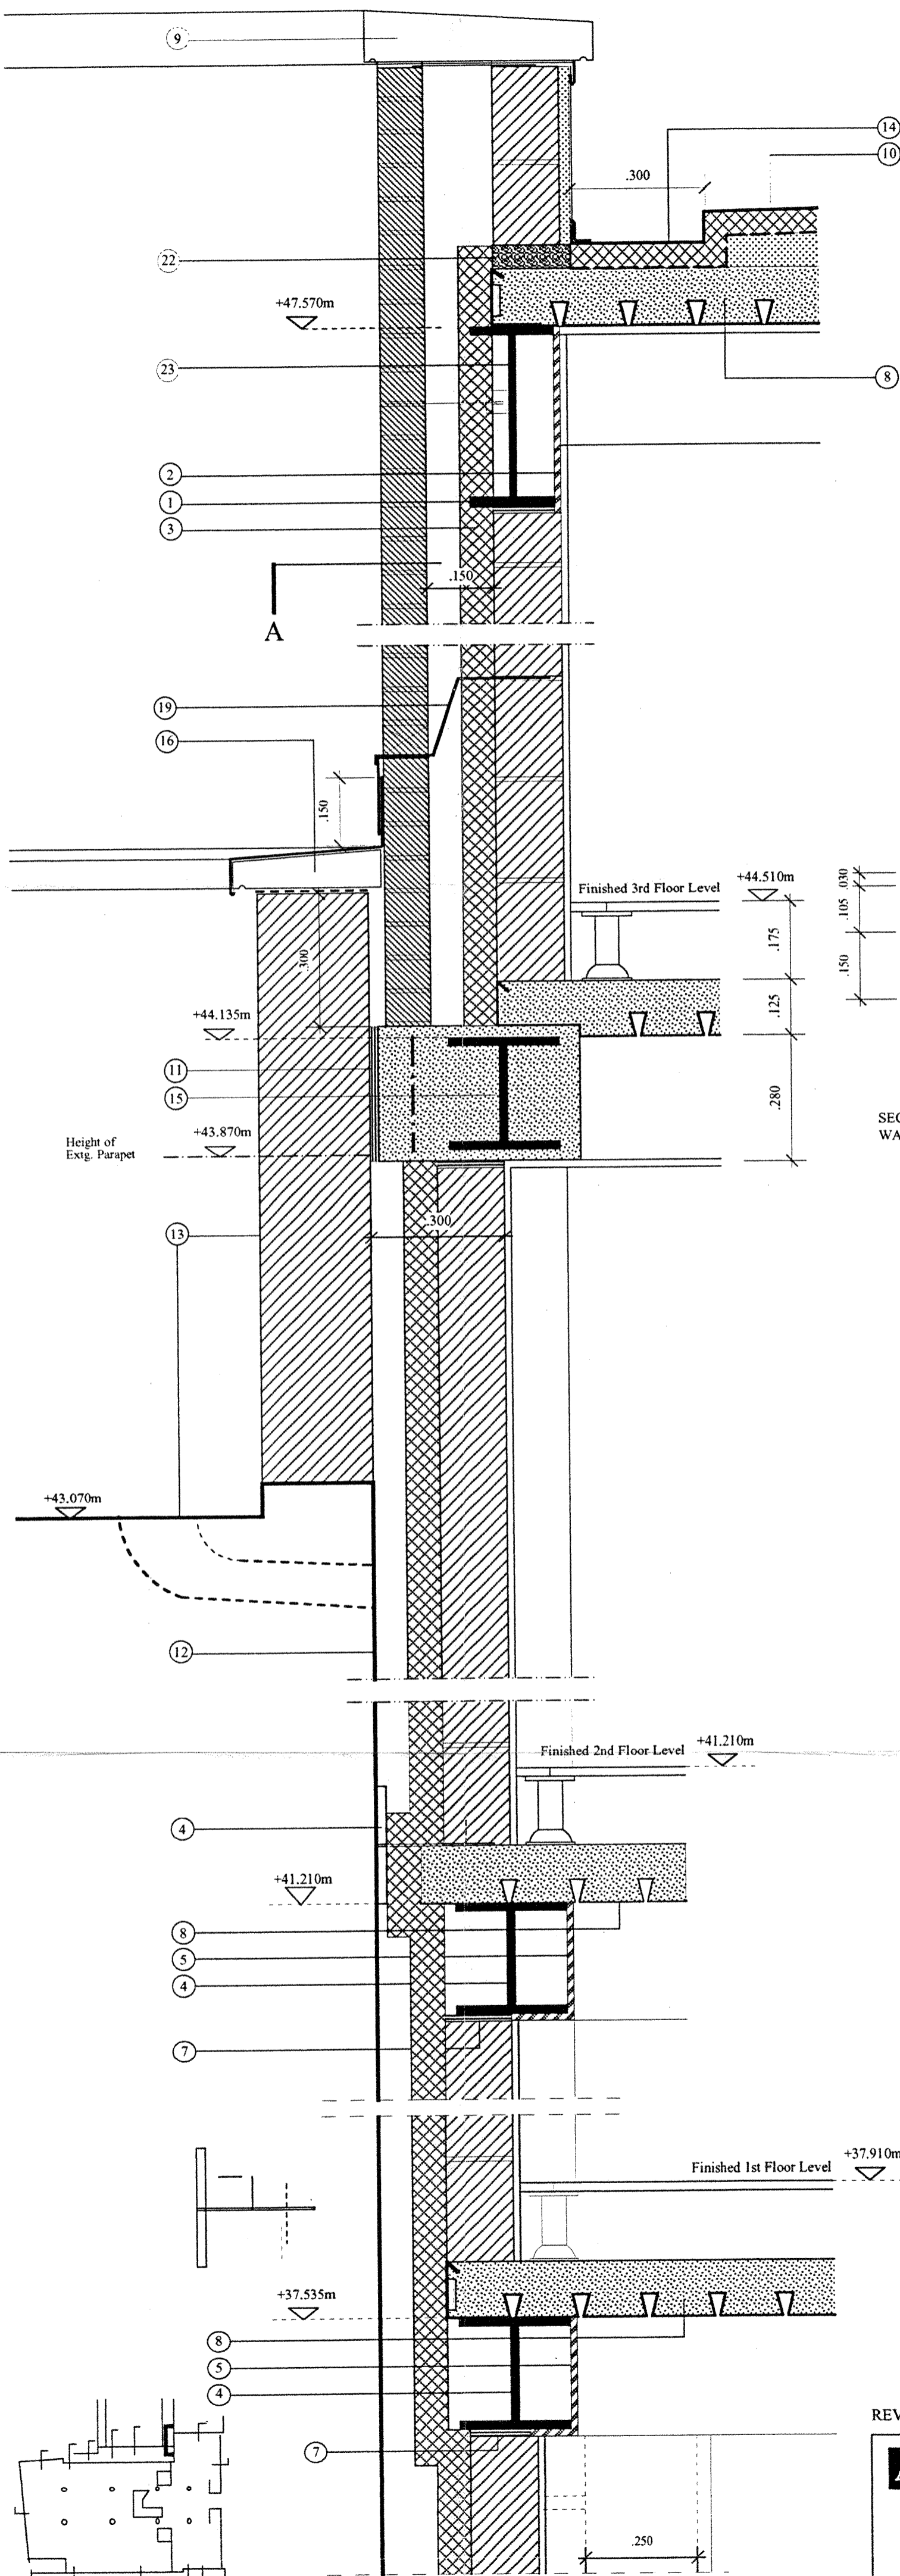 9
14
.300
10
22
+47.570m
23
8
2
1
3
.150
A
19
16
.150
Finished 3rd Floor Level
+44.510m
.030
.105
.150
.175
.300
.125
+44.135m
11
15
.280
+43.870m
Height of
Extg. Parapet
SEC
WA
.300
13
+43.070m
12
Finished 2nd Floor Level
+41.210m
4
+41.210m
8
5
4
7
+37.910m
Finished 1st Floor Level
+37.535m
8
5
4
7
REV
.250